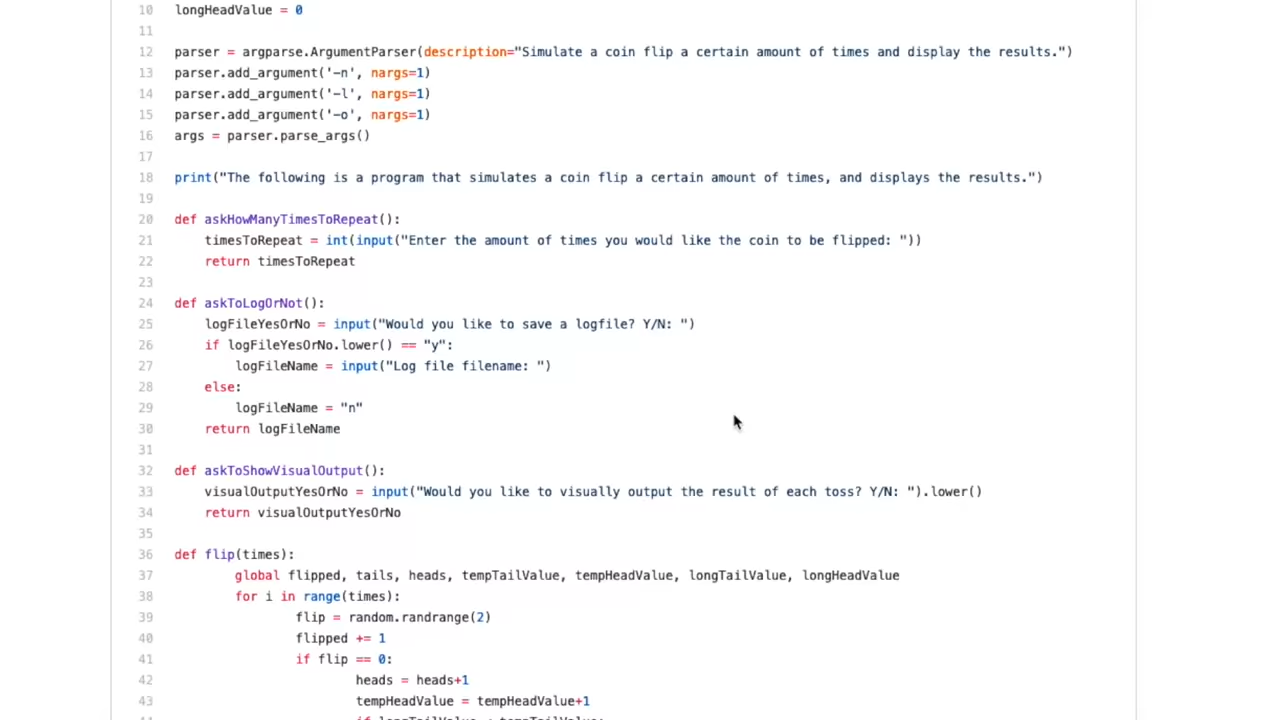 10 longHeadValue = 0
11
12 parser = argparse.ArgumentParser(description="Simulate a coin flip a certain amount of times and display the results.")
13 parser.add_argument('-n', nargs=1)
14 parser.add_argument('-l', nargs=1)
15 parser.add_argument('-o', nargs=1)
16 args = parser.parse_args()
17
18 print("The following is a program that simulates a coin flip a certain amount of times, and displays the results.")
19
20 def askHowManyTimesToRepeat():
21     timesToRepeat = int(input("Enter the amount of times you would like the coin to be flipped: "))
22     return timesToRepeat
23
24 def askToLogOrNot():
25     logFileYesOrNo = input("Would you like to save a logfile? Y/N: ")
26     if logFileYesOrNo.lower() == "y":
27         logFileName = input("Log file filename: ")
28     else:
29         logFileName = "n"
30     return logFileName
31
32 def askToShowVisualOutput():
33     visualOutputYesOrNo = input("Would you like to visually output the result of each toss? Y/N: ").lower()
34     return visualOutputYesOrNo
35
36 def flip(times):
37         global flipped, tails, heads, tempTailValue, tempHeadValue, longTailValue, longHeadValue
38         for i in range(times):
39                 flip = random.randrange(2)
40                 flipped += 1
41                 if flip == 0:
42                         heads = heads+1
43                         tempHeadValue = tempHeadValue+1